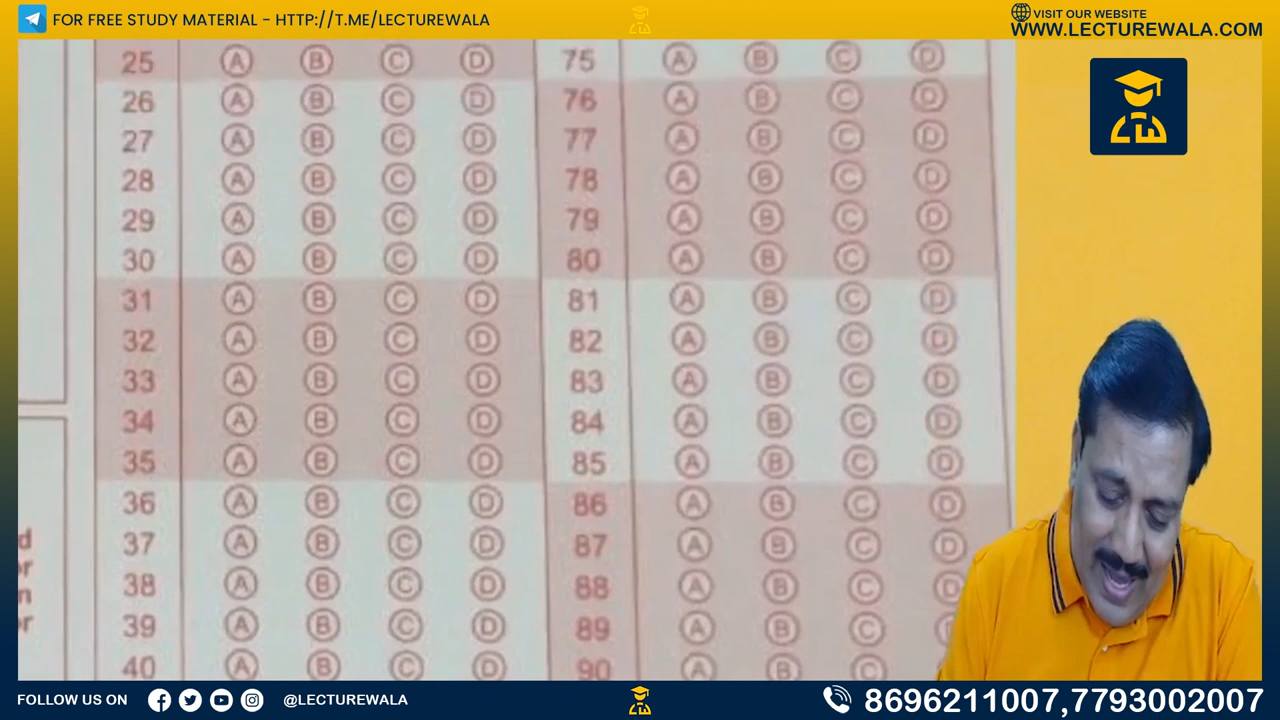 FOR FREE STUDY MATERIAL - HTTP://T.ME/LECTUREWALA
VISIT OUR WEBSITE
WWW.LECTUREWALA.COM
25 A B C D 75 A B C D
26 A B C D 76 A B C D
27 A B C D 77 A B C D
28 A B C D 78 A B C D
29 A B C D 79 A B C D
30 A B C D 80 A B C D
31 A B C D 81 A B C D
32 A B C D 82 A B C D
33 A B C D 83 A B C D
34 A B C D 84 A B C D
35 A B C D 85 A B C D
36 A B C D 86 A B C D
37 A B C D 87 A B C D
38 A B C D 88 A B C D
39 A B C D 89 A B C
40 A B C D 90 A B C
FOLLOW US ON @LECTUREWALA 8696211007,7793002007